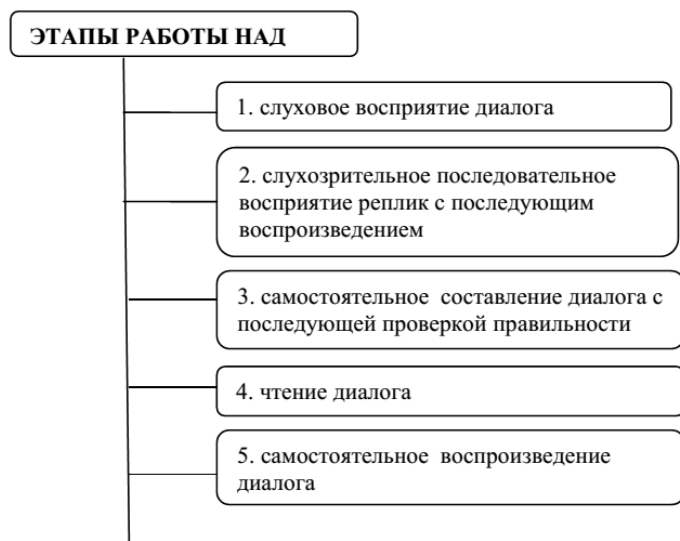 ЭТАПЫ РАБОТЫ НАД
1. слуховое восприятие диалога
2. слухозрительное последовательное
восприятие реплик с последующим
воспроизведением
3. самостоятельное составление диалога с
последующей проверкой правильности
4. чтение диалога
5. самостоятельное воспроизведение
диалога